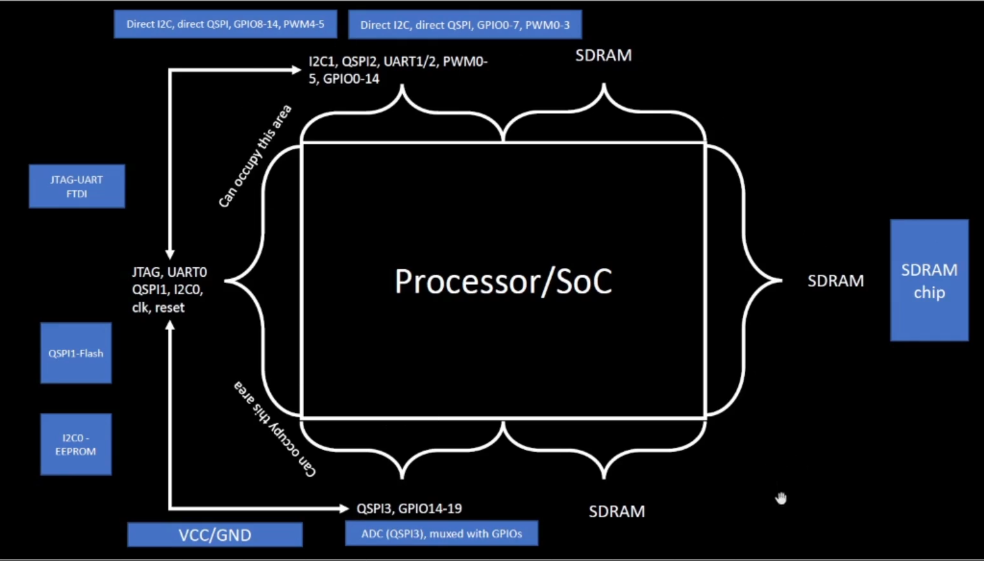 Direct I2C, direct QSPI, GPIO8-14, PWM4-5
Direct I2C, direct QSPI, GPIO0-7, PWM0-3
I2C1, QSPI2, UART1/2, PWM0-
5, GPIO0-14
SDRAM
Can occupy this area
JTAG-UART
FTDI
JTAG, UART0
QSPI1, I2C0,
clk, reset
Processor/SoC
SDRAM
SDRAM
chip
QSPI1-Flash
I2C0 -
EEPROM
Can occupy this area
QSPI3, GPIO14-19
SDRAM
VCC/GND
ADC (QSPI3), muxed with GPIOs